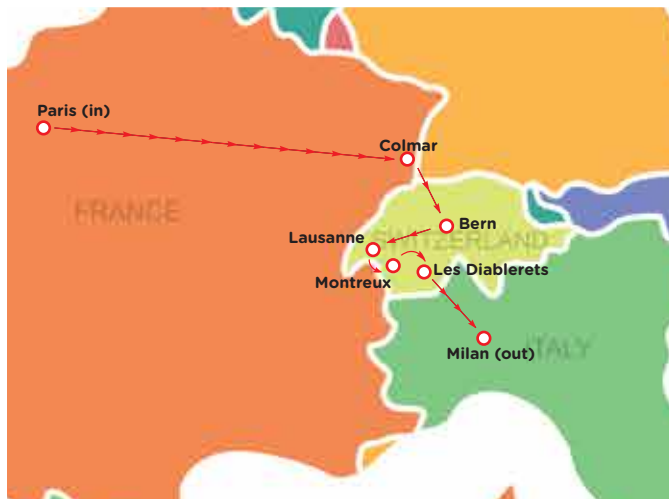 Paris (in)
Colmar
FRANCE
Bern
Lausanne
SWITZERLAND
Les Diablerets
Montreux
Milan (out)
ITALY